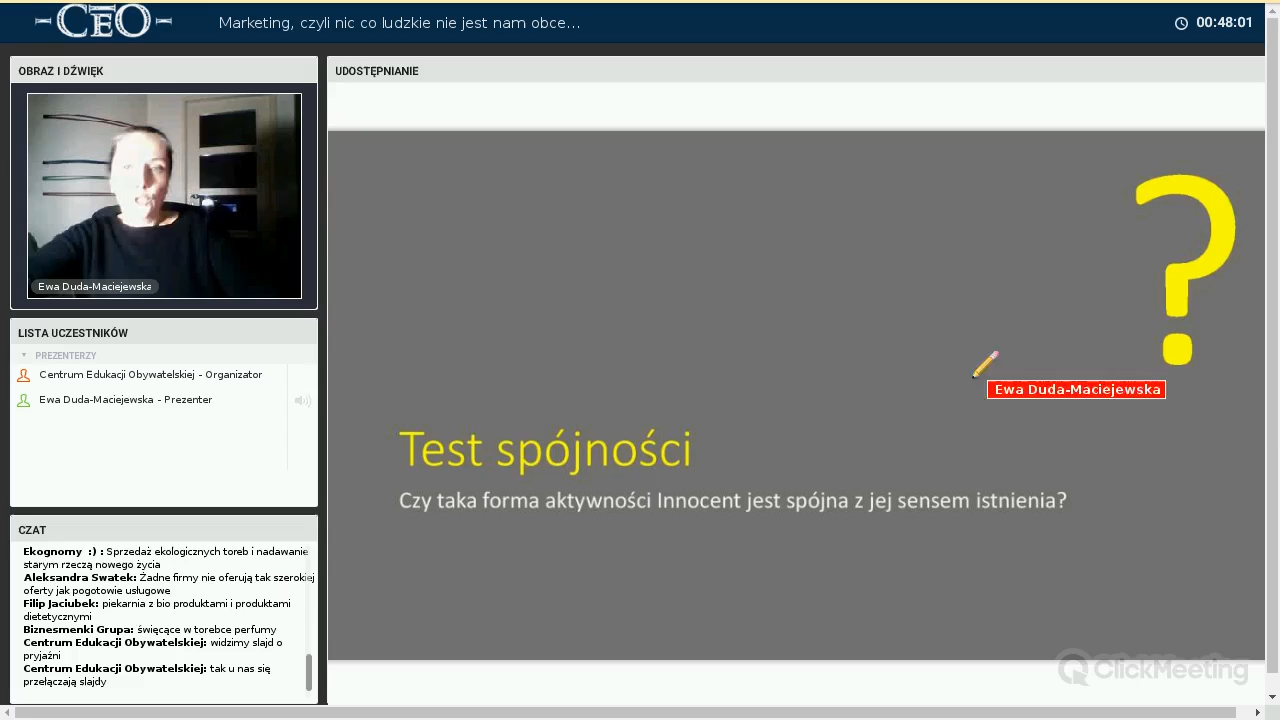 CEO
Marketing, czyli nic co ludzkie nie jest nam obce...
00:48:01
OBRAZ I DŹWIĘK
Ewa Duda-Maciejewska
LISTA UCZESTNIKÓW
PREZENTERZY
Centrum Edukacji Obywatelskiej - Organizator
Ewa Duda-Maciejewska - Prezenter
CZAT
Ekognomy :) : Sprzedaż ekologicznych toreb i nadawanie
starym rzeczą nowego życia
Aleksandra Swatek: Żadne firmy nie oferują tak szerokiej
oferty jak pogotowie usługowe
Filip Jaciubek: piekarnia z bio produktami i produktami
dietetycznymi
Biznesmenki Grupa: święcące w torebce perfumy
Centrum Edukacji Obywatelskiej: widzimy slajd o
pryjaźni
Centrum Edukacji Obywatelskiej: tak u nas się
przełączają slajdy
UDOSTĘPNIANIE
?
Ewa Duda-Maciejewska
Test spójności
Czy taka forma aktywności Innocent jest spójna z jej sensem istnienia?
ClickMeeting